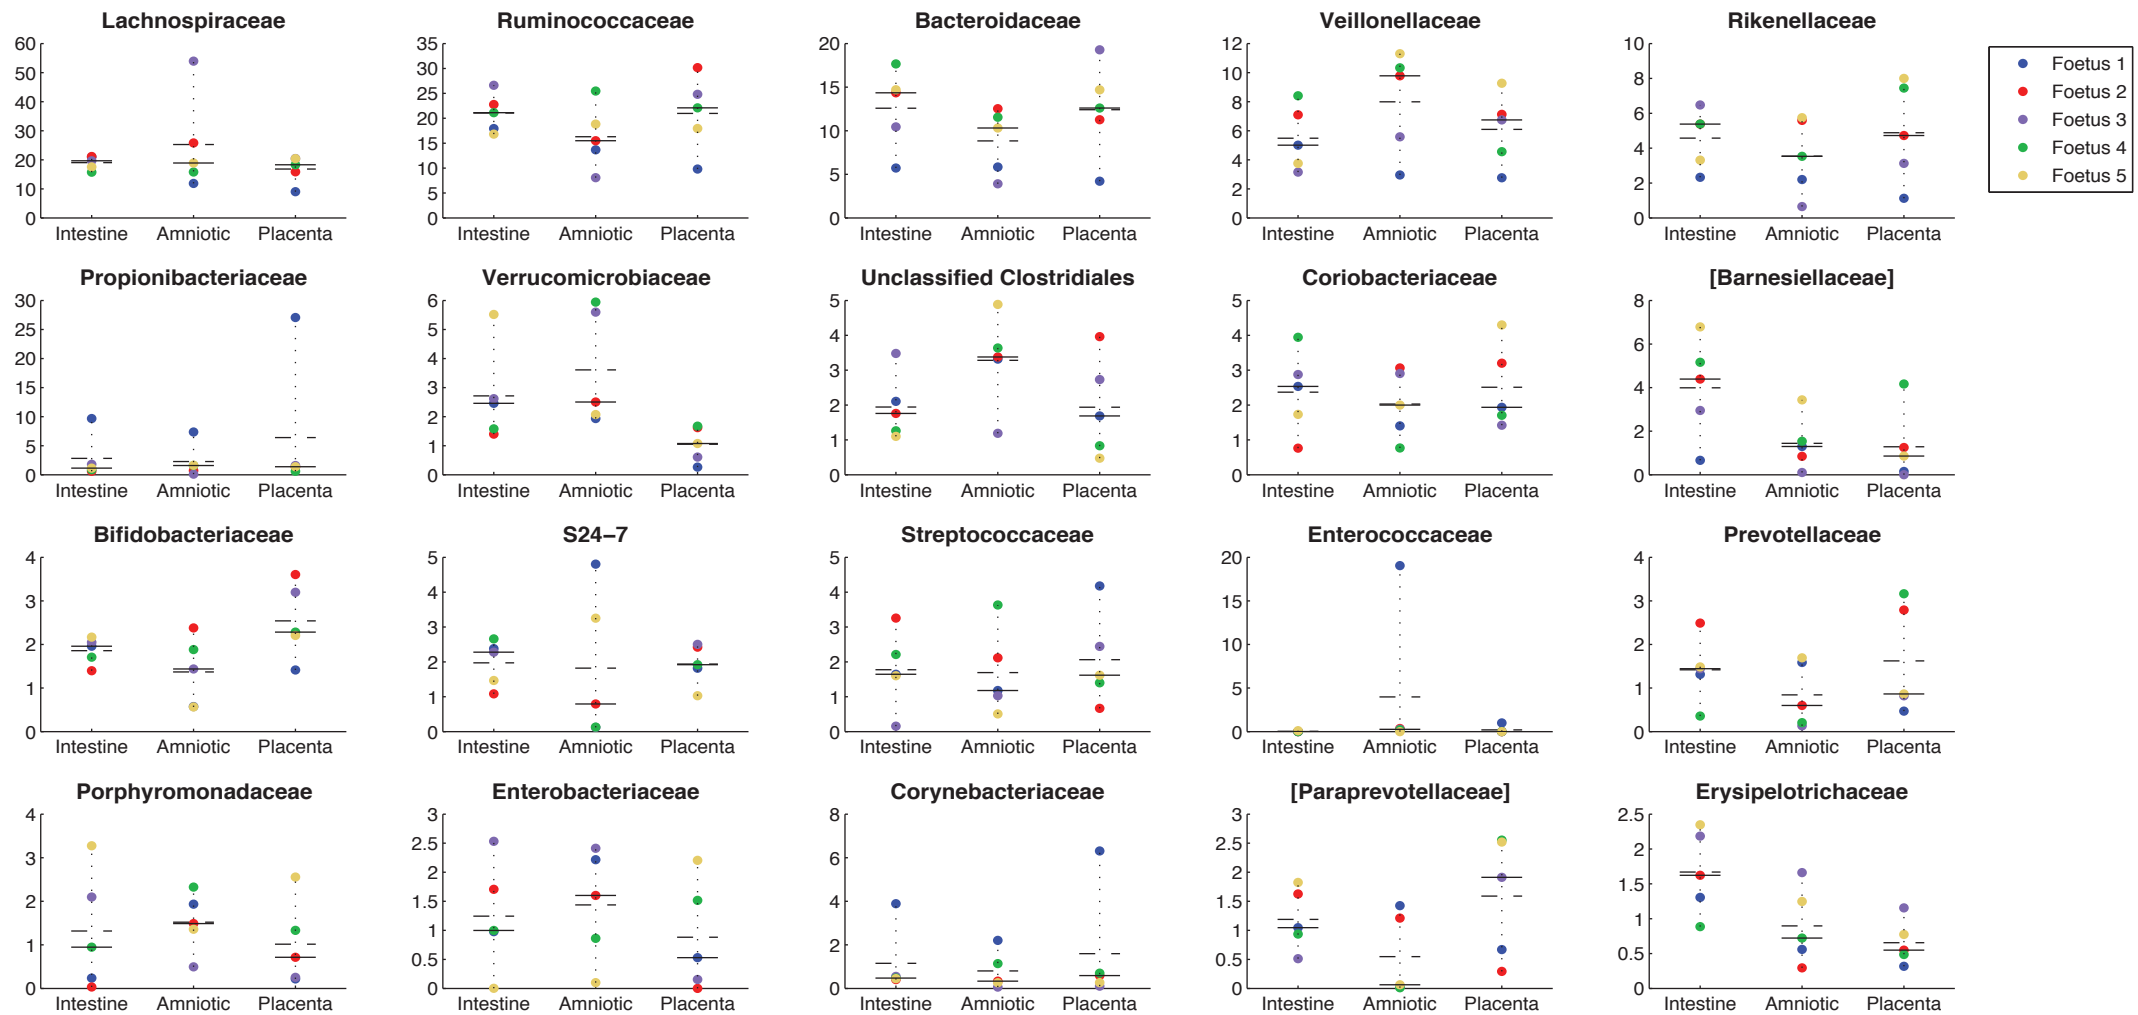 Lachnospiraceae Ruminococcaceae Bacteroidaceae Veillonellaceae Rikenellaceae
60 35 20 12 10
50 30 15 10 8
40 25 10 8 6
30 20 5 6 4
20 15 0 4 2
10 10 2 0
0 5 0
0
Intestine Amniotic Placenta Intestine Amniotic Placenta Intestine Amniotic Placenta Intestine Amniotic Placenta Intestine Amniotic Placenta
Foetus 1
Foetus 2
Foetus 3
Foetus 4
Foetus 5
Propionibacteriaceae Verrucomicrobiaceae Unclassified Clostridiales Coriobacteriaceae [Barnesiellaceae]
30 6 5 5 8
25 5 4 4 6
20 4 3 3 4
15 3 2 2 2
10 2 1 1 0
5 1 0 0
0 0
Intestine Amniotic Placenta Intestine Amniotic Placenta Intestine Amniotic Placenta Intestine Amniotic Placenta Intestine Amniotic Placenta
Bifidobacteriaceae S24–7 Streptococcaceae Enterococcaceae Prevotellaceae
4 5 5 20 4
3 4 4 15 3
2 3 3 10 2
1 2 2 5 1
0 1 1 0 0
0 0
Intestine Amniotic Placenta Intestine Amniotic Placenta Intestine Amniotic Placenta Intestine Amniotic Placenta Intestine Amniotic Placenta
Porphyromonadaceae Enterobacteriaceae Corynebacteriaceae [Paraprevotellaceae] Erysipelotrichaceae
4 3 8 3 2.5
3 2.5 6 2.5 2
2 2 4 2 1.5
1 1.5 2 1.5 1
0 1 0 1 0.5
0.5 0.5 0
0 0
Intestine Amniotic Placenta Intestine Amniotic Placenta Intestine Amniotic Placenta Intestine Amniotic Placenta Intestine Amniotic Placenta